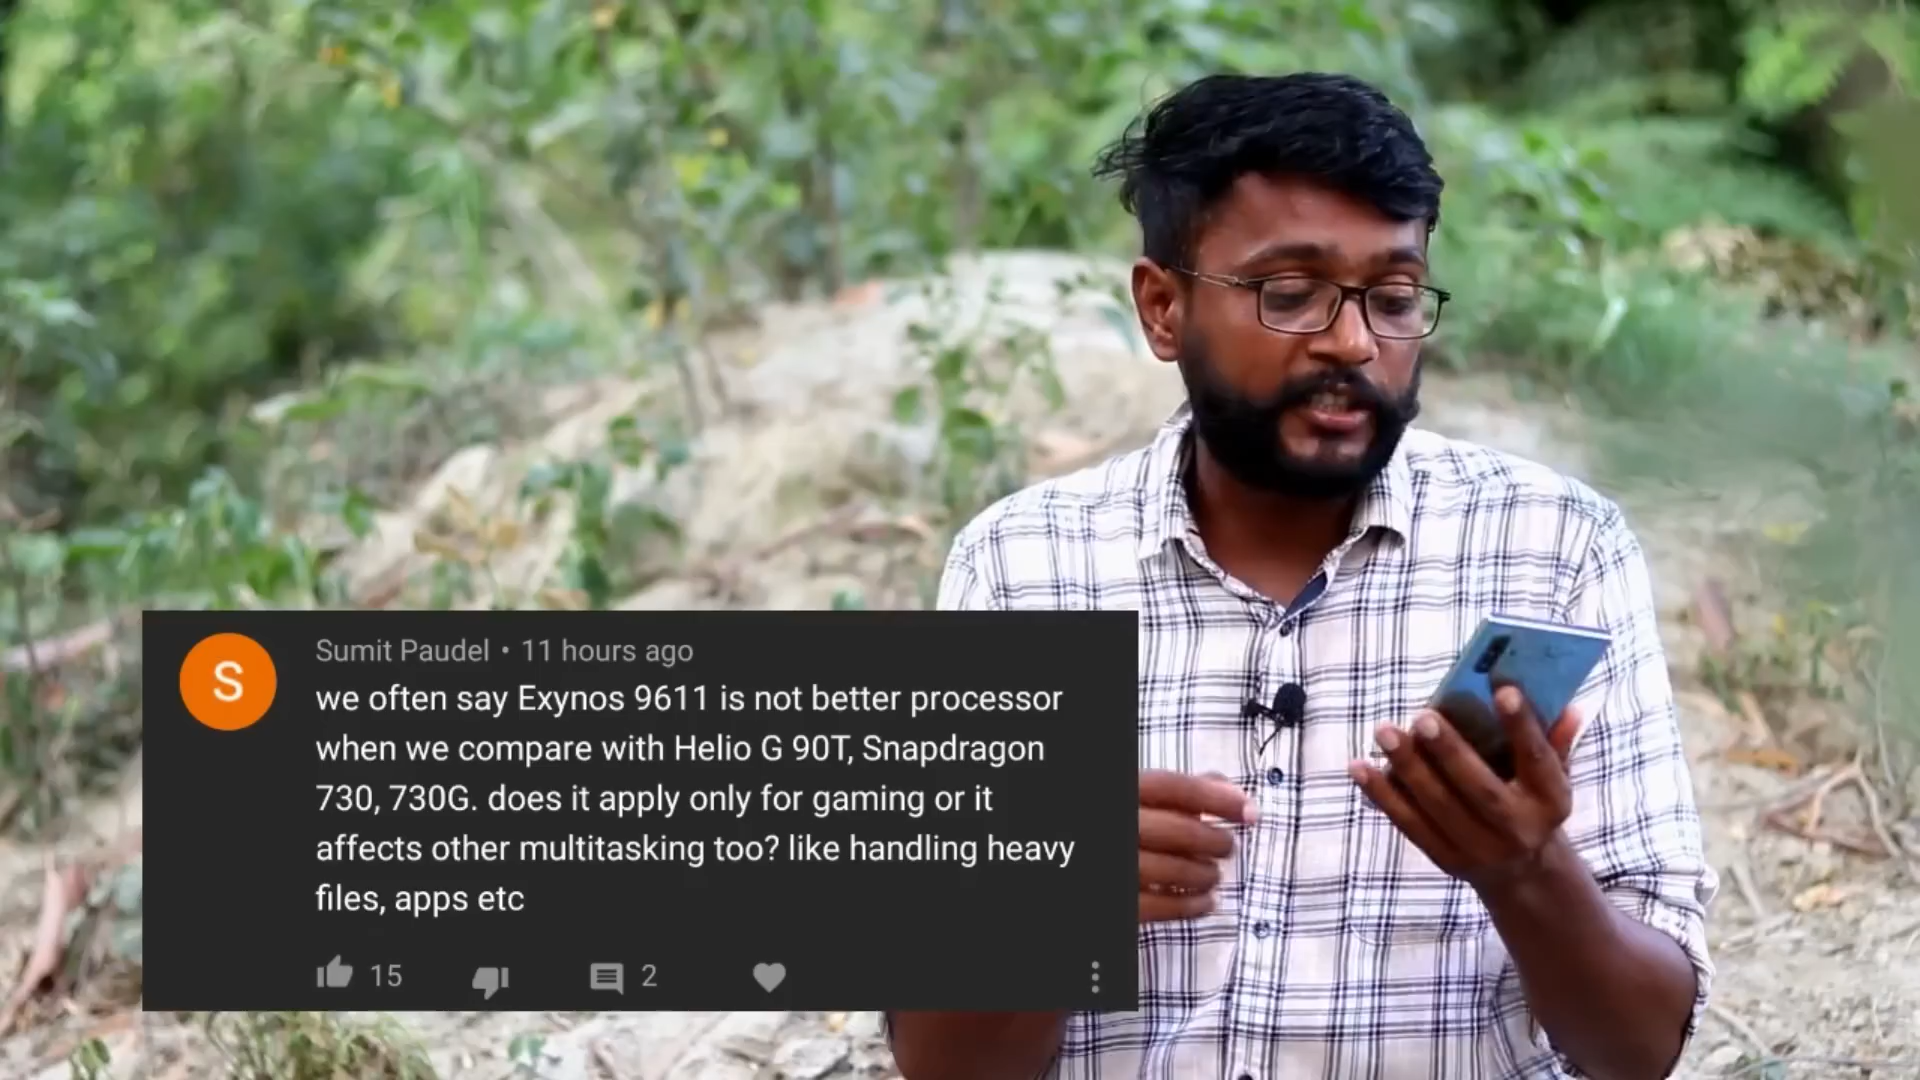 S
Sumit Paudel • 11 hours ago
we often say Exynos 9611 is not better processor
when we compare with Helio G 90T, Snapdragon
730, 730G. does it apply only for gaming or it
affects other multitasking too? like handling heavy
files, apps etc
15 2